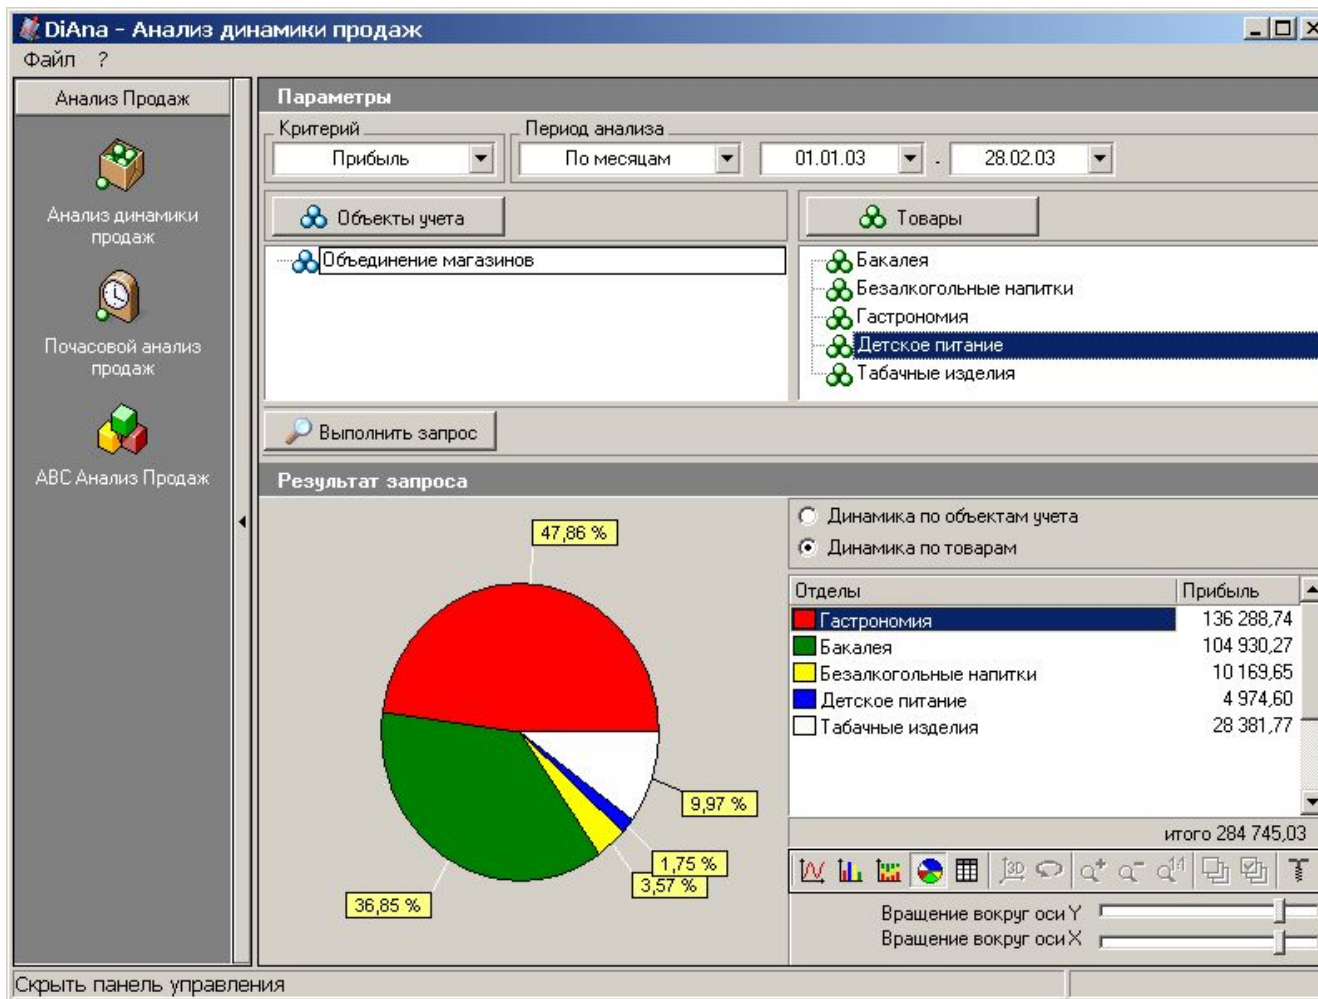 DiAna - Анализ динамики продаж
Файл ?
Анализ Продаж
Анализ динамики
продаж
Почасовой анализ
продаж
ABC Анализ Продаж
Параметры
Критерий
Период анализа
Прибыль
По месяцам
01.01.03 - 28.02.03
Объекты учета
Товары
Объединение магазинов
Бакалея
Безалкогольные напитки
Гастрономия
Детское питание
Табачные изделия
Выполнить запрос
Результат запроса
47,86 %
9,97 %
1,75 %
3,57 %
36,85 %
Динамика по объектам учета
Динамика по товарам
Отделы Прибыль
Гастрономия 136 288,74
Бакалея 104 930,27
Безалкогольные напитки 10 169,65
Детское питание 4 974,60
Табачные изделия 28 381,77
итого 284 745,03
3D 1:1
Вращение вокруг оси Y
Вращение вокруг оси X
Скрыть панель управления